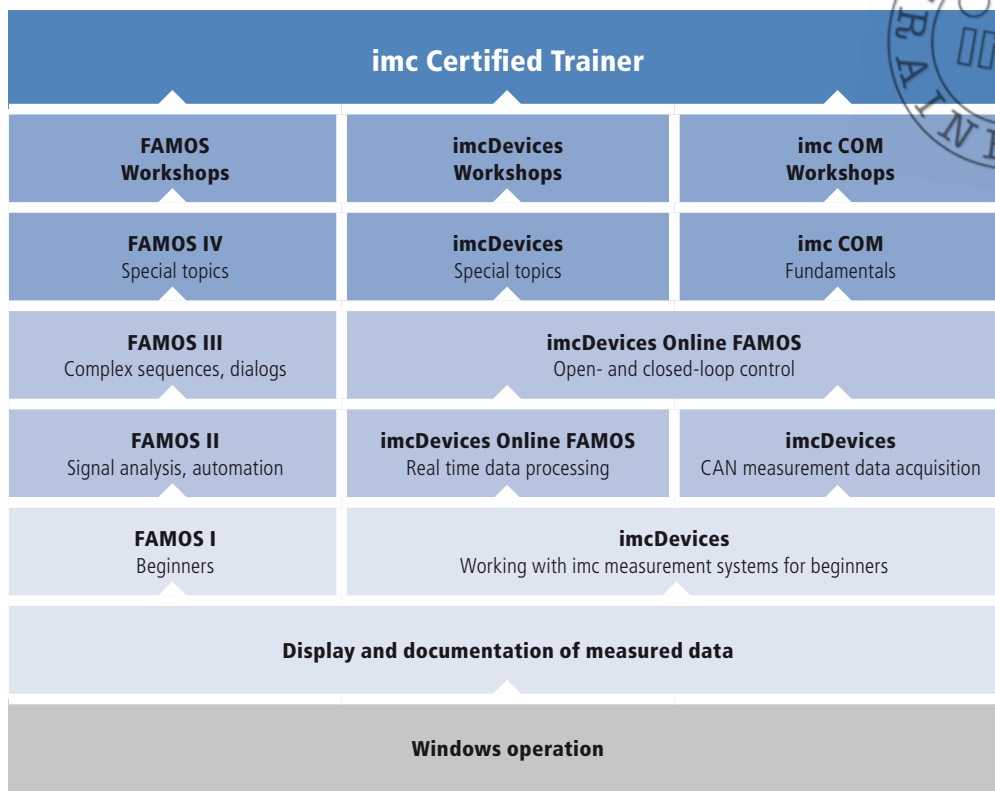 imc Certified Trainer
FAMOS
Workshops
imcDevices
Workshops
imc COM
Workshops
FAMOS IV
Special topics
imcDevices
Special topics
imc COM
Fundamentals
FAMOS III
Complex sequences, dialogs
imcDevices Online FAMOS
Open- and closed-loop control
FAMOS II
Signal analysis, automation
imcDevices Online FAMOS
Real time data processing
imcDevices
CAN measurement data acquisition
FAMOS I
Beginners
imcDevices
Working with imc measurement systems for beginners
Display and documentation of measured data
Windows operation